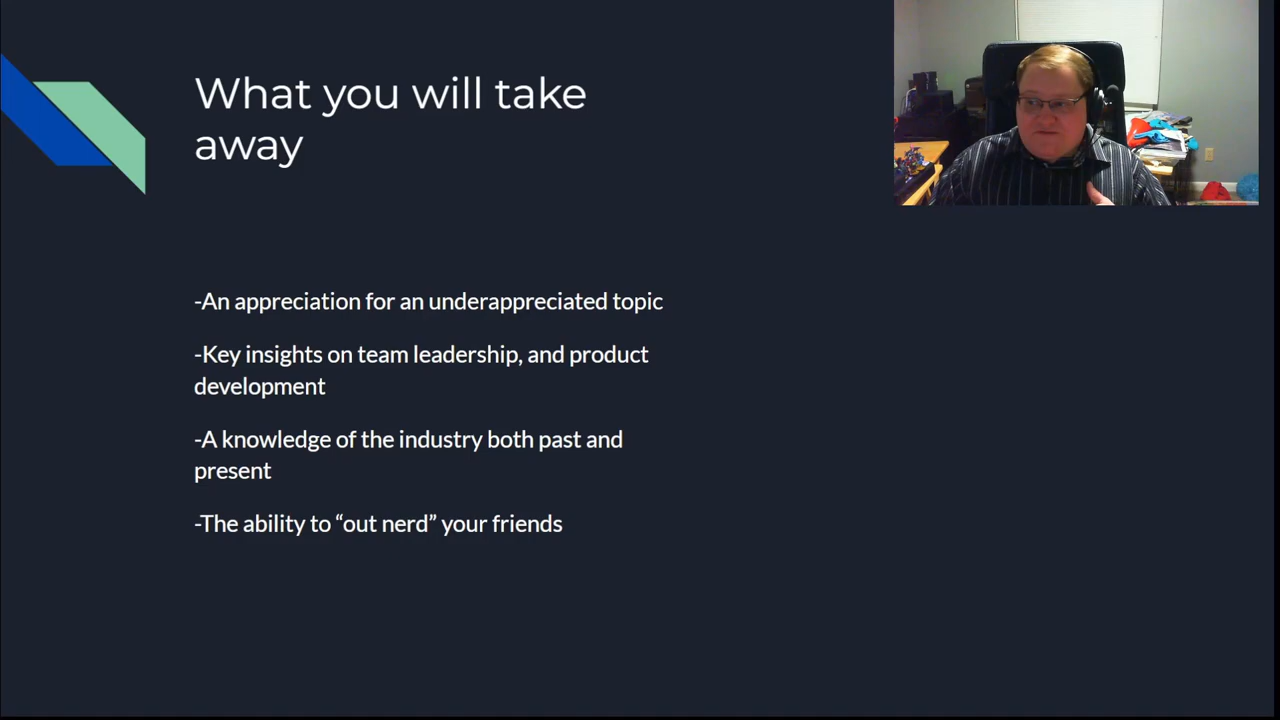 What you will take
away
-An appreciation for an underappreciated topic
-Key insights on team leadership, and product
development
-A knowledge of the industry both past and
present
-The ability to “out nerd” your friends